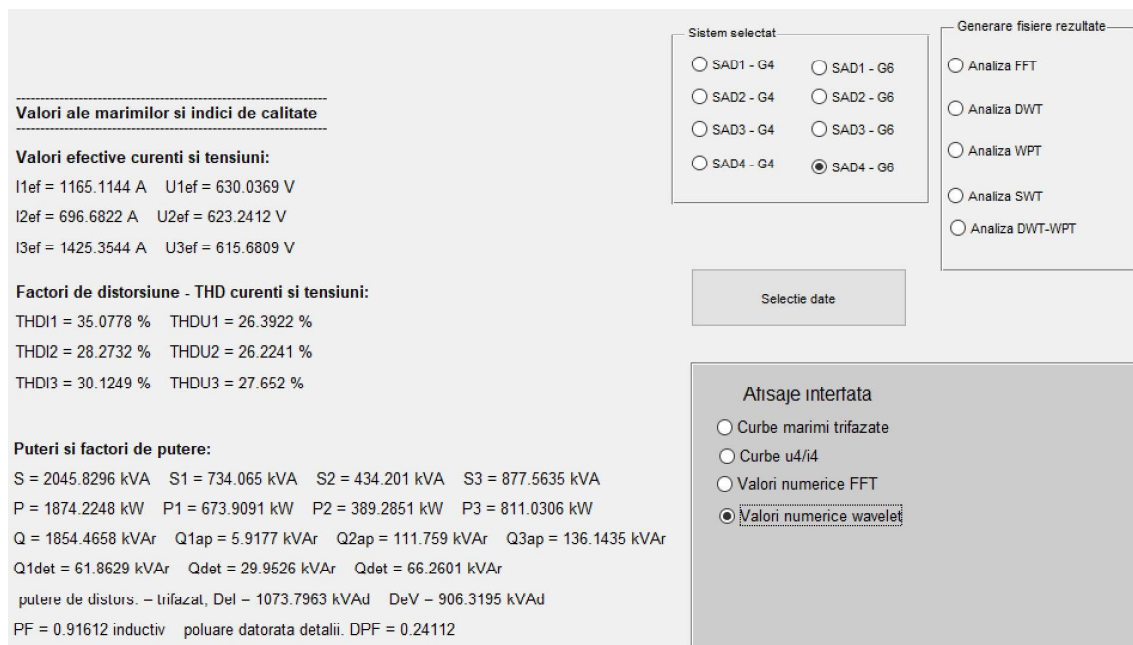 Valori ale marimilor si indici de calitate
Valori efective curenti si tensiuni:
I1ef = 1165.1144 A U1ef = 630.0369 V
I2ef = 696.6822 A U2ef = 623.2412 V
I3ef = 1425.3544 A U3ef = 615.6809 V
Factori de distorsiune - THD curenti si tensiuni:
THDI1 = 35.0778 % THDU1 = 26.3922 %
THDI2 = 28.2732 % THDU2 = 26.2241 %
THDI3 = 30.1249 % THDU3 = 27.652 %
Puteri si factori de putere:
S = 2045.8296 kVA S1 = 734.065 kVA S2 = 434.201 kVA S3 = 877.5635 kVA
P = 1874.2248 kW P1 = 673.9091 kW P2 = 389.2851 kW P3 = 811.0306 kW
Q = 1854.4658 kVAr Q1ap = 5.9177 kVAr Q2ap = 111.759 kVAr Q3ap = 136.1435 kVAr
Q1det = 61.8629 kVAr Qdet = 29.9526 kVAr Qdet = 66.2601 kVAr
putere de distors. – trifazat, DeI – 1073.7963 kVAd DeV – 906.3195 kVAd
PF = 0.91612 inductiv poluare datorata detalii. DPF = 0.24112
Sistem selectat
SAD1 - G4 SAD1 - G6
SAD2 - G4 SAD2 - G6
SAD3 - G4 SAD3 - G6
SAD4 - G4 SAD4 - G6
Generare fisiere rezultate
Analiza FFT
Analiza DWT
Analiza WPT
Analiza SWT
Analiza DWT-WPT
Selectie date
Afisaje interfata
Curbe marimi trifazate
Curbe u4/i4
Valori numerice FFT
Valori numerice wavelet